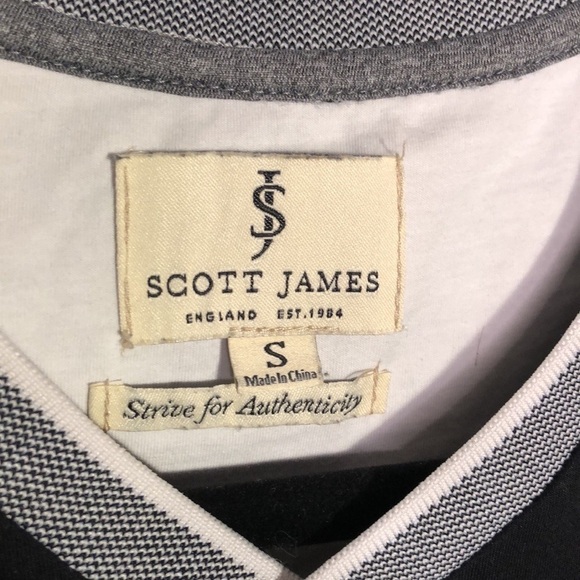 SJ
SCOTT JAMES
ENGLAND EST.1984
S
Made In China
Strive for Authenticity